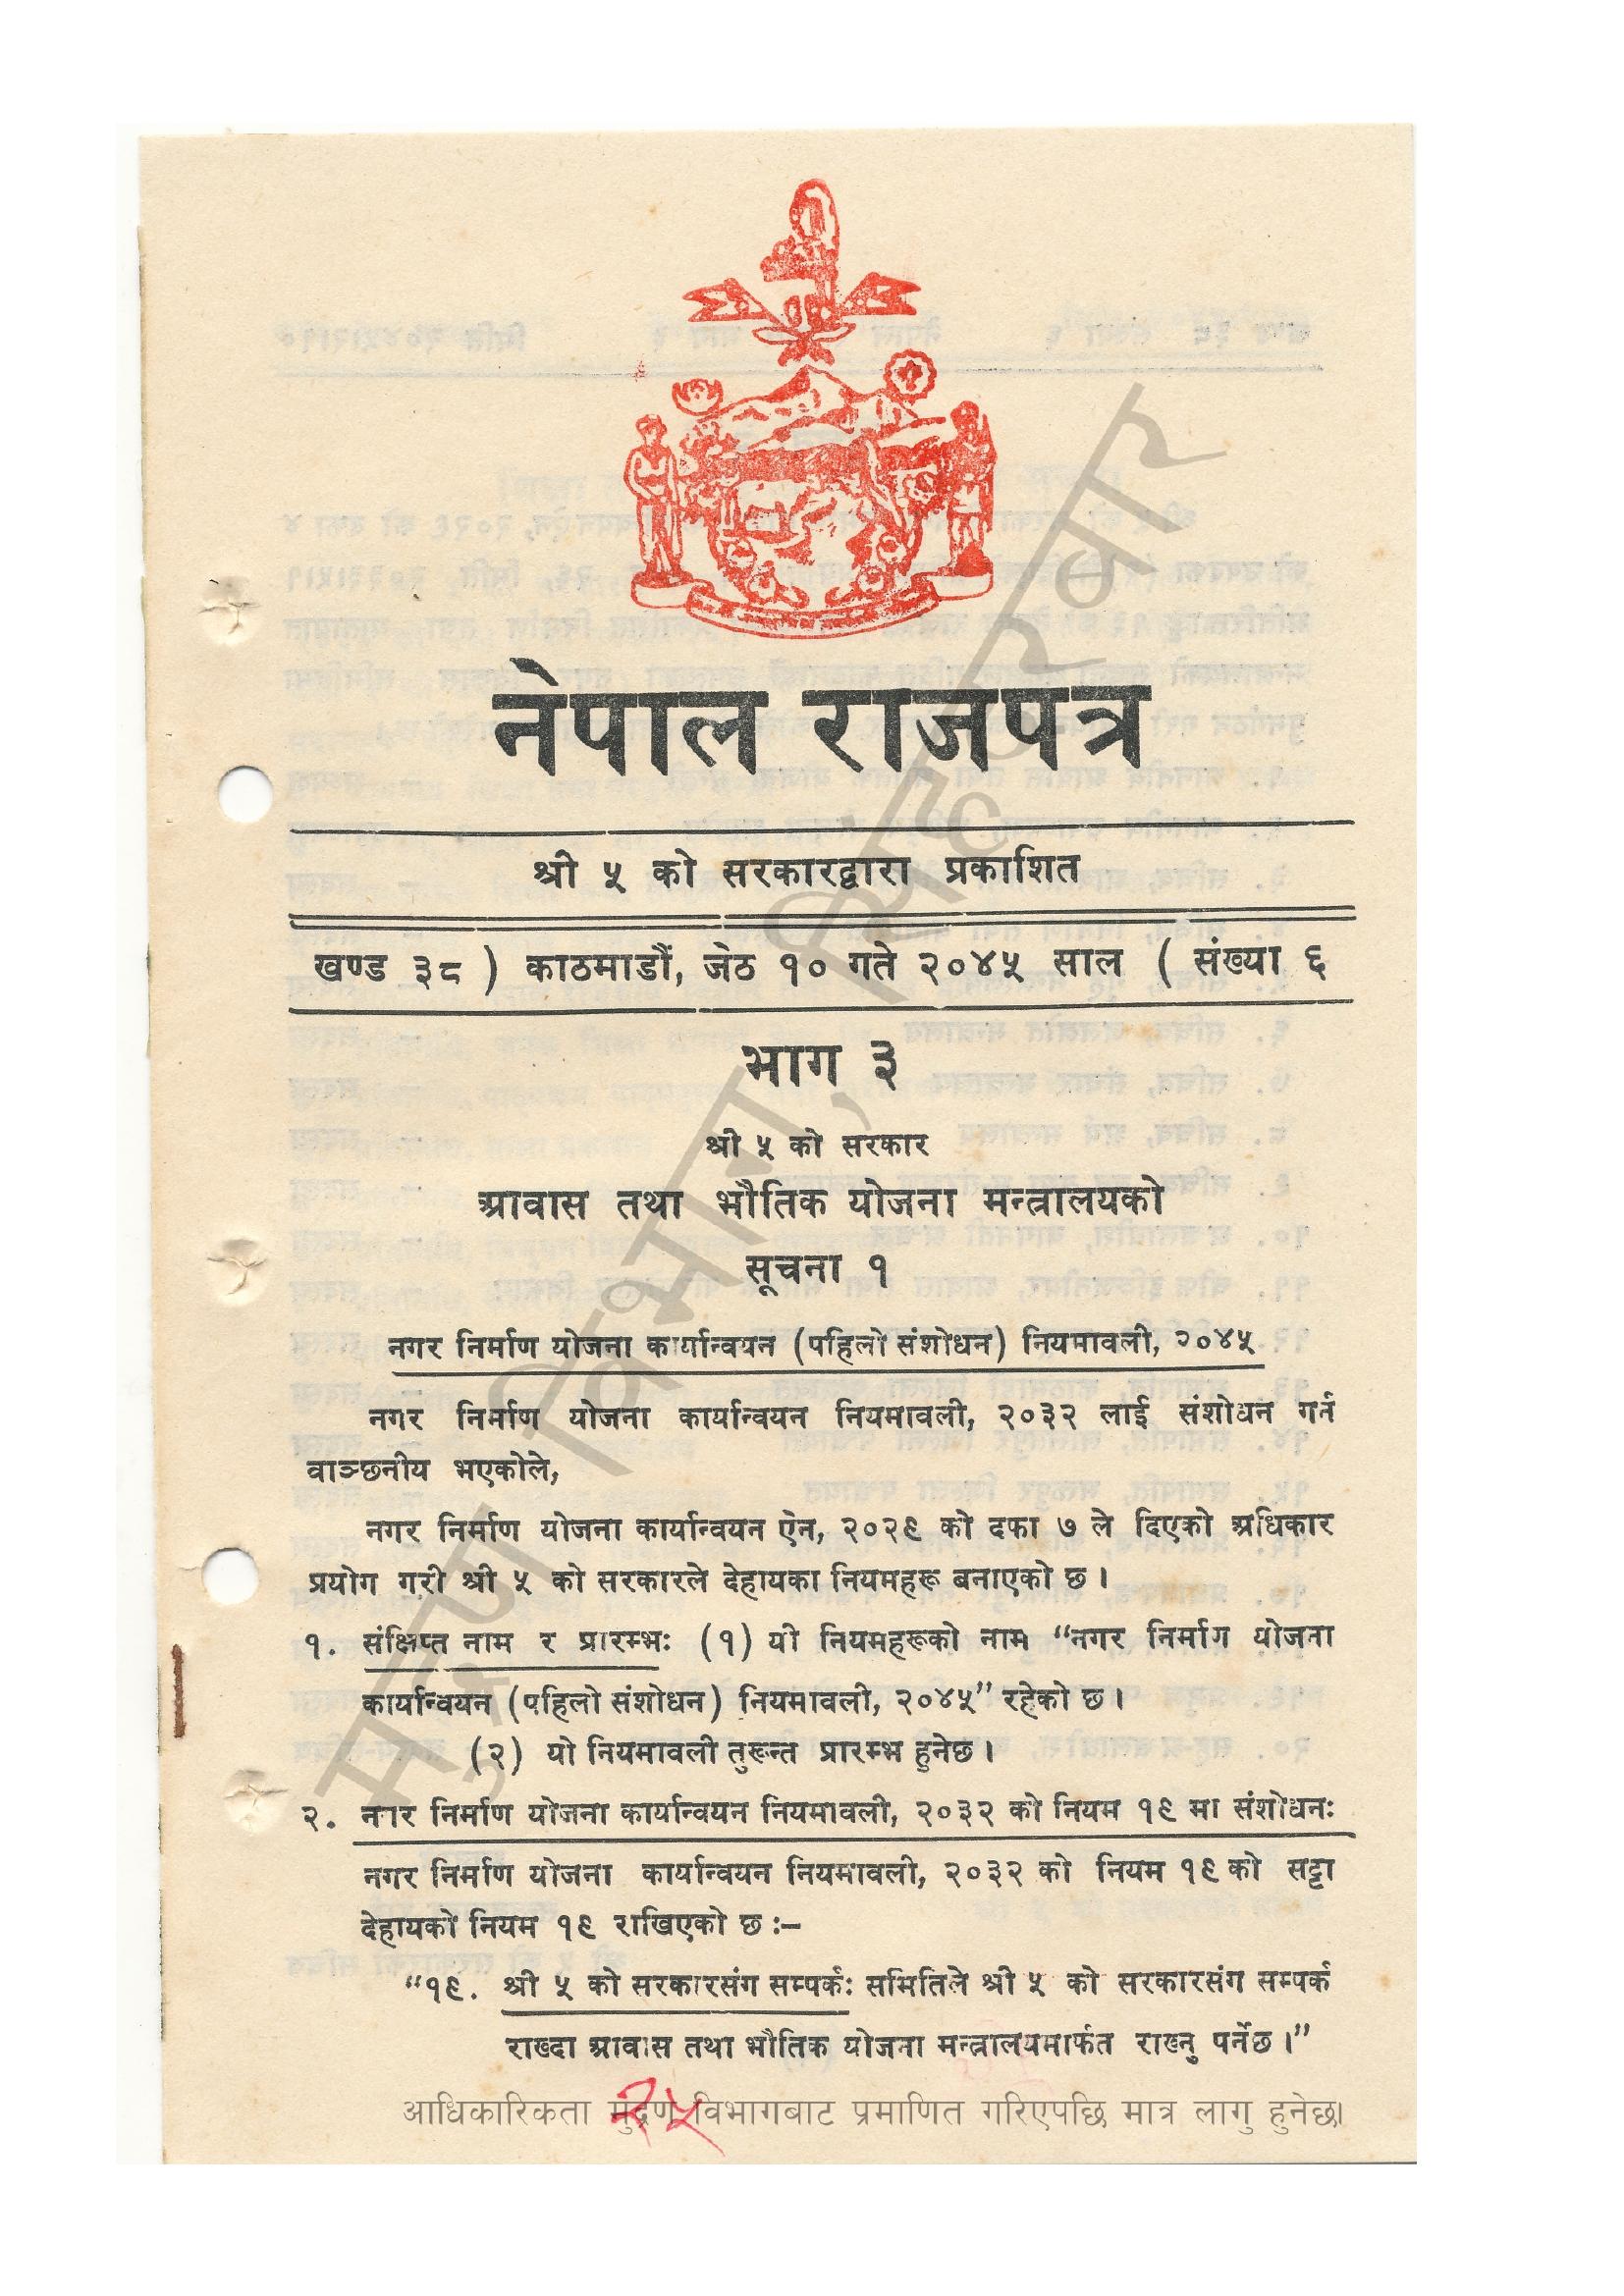 नेपाल राजपत्र
श्री ५ को सरकारद्वारा प्रकाशित
खण्ड ३८ ) काठमाडौं, जेठ १० गते २०४५ साल ( संख्या ६
भाग ३
श्री ५ को सरकार
आवास तथा भौतिक योजना मन्त्रालयको
सूचना १
नगर निर्माण योजना कार्यान्वयन (पहिलो संशोधन) नियमावली, २०४५
नगर निर्माण योजना कार्यान्वयन नियमावली, २०३२ लाई संशोधन गर्न
वाञ्छनीय भएकोले,
नगर निर्माण योजना कार्यान्वयन ऐन, २०२९ को दफा ७ ले दिएको अधिकार
प्रयोग गरी श्री ५ को सरकारले देहायका नियमहरू बनाएको छ ।
१. संक्षिप्त नाम र प्रारम्भः (१) यी नियमहरूको नाम “नगर निर्माण योजना
कार्यान्वयन (पहिलो संशोधन) नियमावली, २०४५” रहेको छ ।
(२) यो नियमावली तुरून्त प्रारम्भ हुनेछ ।
२. नगर निर्माण योजना कार्यान्वयन नियमावली, २०३२ को नियम १९ मा संशोधनः
नगर निर्माण योजना कार्यान्वयन नियमावली, २०३२ को नियम १९ को सट्टा
देहायको नियम १९ राखिएको छ :–
“१९. श्री ५ को सरकारसंग सम्पर्कः समितिले श्री ५ को सरकारसंग सम्पर्क
राख्दा आवास तथा भौतिक योजना मन्त्रालयमार्फत राख्नु पर्नेछ ।”
२५
आधिकारिकता मुद्रण विभागबाट प्रमाणित गरिएपछि मात्र लागु हुनेछ।
मुद्रण विभाग, सिंहदरबार